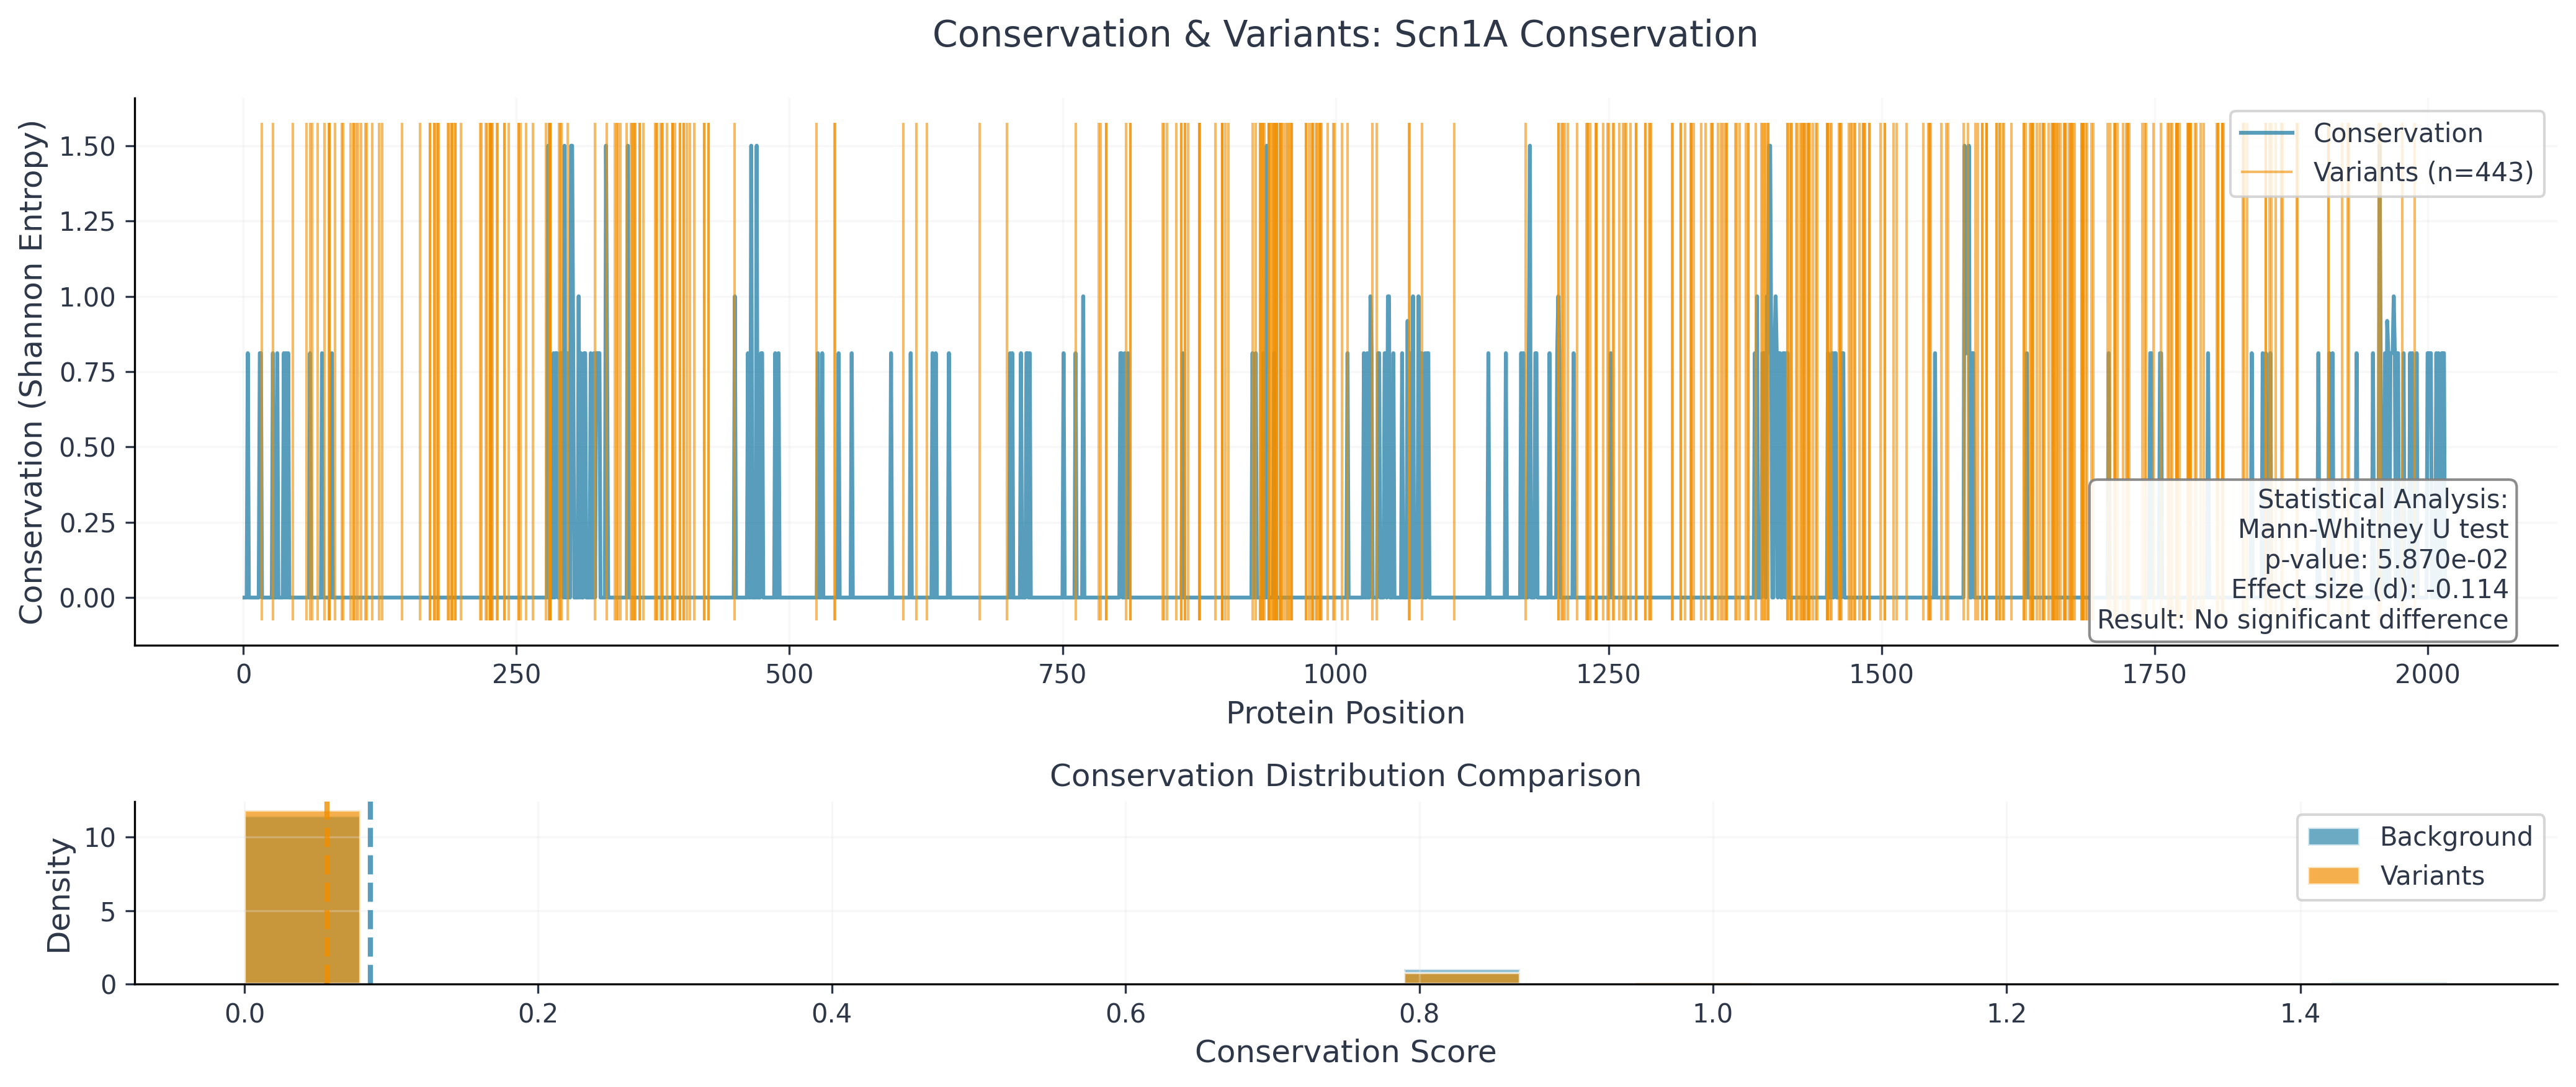 Conservation & Variants: Scn1A Conservation
Conservation (Shannon Entropy)
1.50
1.25
1.00
0.75
0.50
0.25
0.00
Conservation
Variants (n=443)
Statistical Analysis:
Mann-Whitney U test
p-value: 5.870e-02
Effect size (d): -0.114
Result: No significant difference
0 250 500 750 1000 1250 1500 1750 2000
Protein Position
Conservation Distribution Comparison
Density
10
5
0
Background
Variants
0.0 0.2 0.4 0.6 0.8 1.0 1.2 1.4
Conservation Score